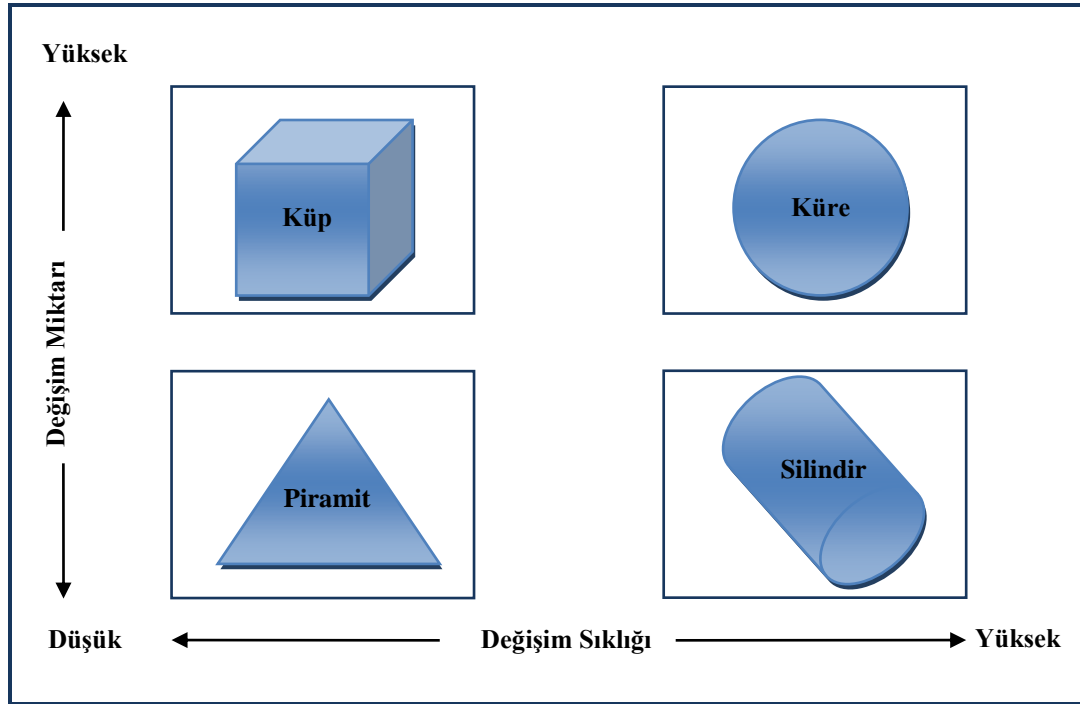 Yüksek
Küp
Küre
Değişim Miktarı
Piramit
Silindir
Düşük
Değişim Sıklığı
Yüksek